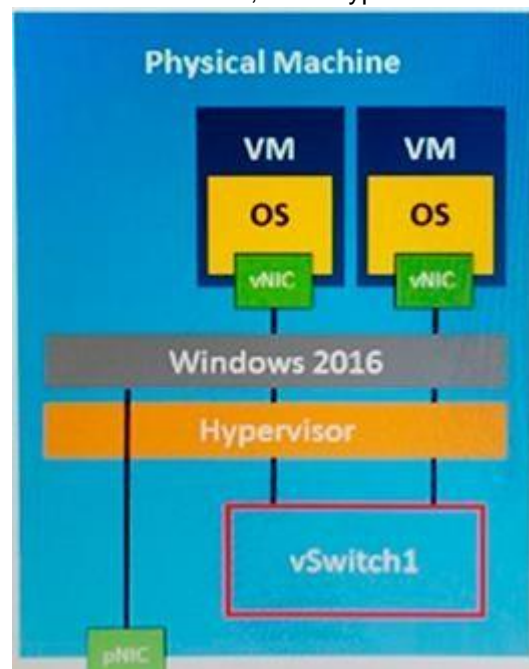 Physical Machine
VM VM
OS OS
vNIC vNIC
Windows 2016
Hypervisor
vSwitch1
pNIC